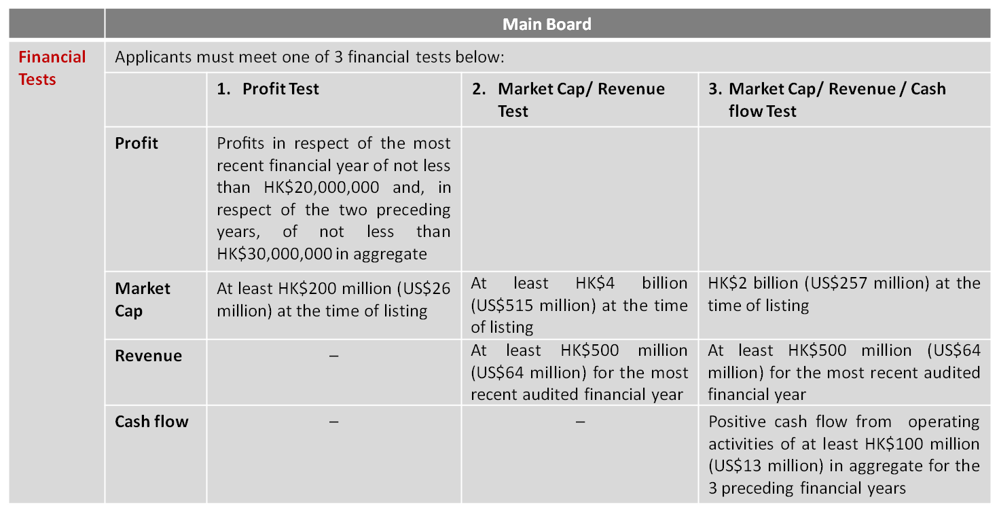 Main Board
Financial
Tests
Applicants must meet one of 3 financial tests below:
1. Profit Test
2. Market Cap/ Revenue
Test
3. Market Cap/ Revenue / Cash
flow Test
Profit
Profits in respect of the most
recent financial year of not less
than HK$20,000,000 and, in
respect of the two preceding
years, of not less than
HK$30,000,000 in aggregate
Market
Cap
At least HK$200 million (US$26
million) at the time of listing
At least HK$4 billion
(US$515 million) at the time
of listing
HK$2 billion (US$257 million) at the
time of listing
Revenue
–
At least HK$500 million
(US$64 million) for the most
recent audited financial year
At least HK$500 million (US$64
million) for the most recent audited
financial year
Cash flow
–
–
Positive cash flow from operating
activities of at least HK$100 million
(US$13 million) in aggregate for the
3 preceding financial years